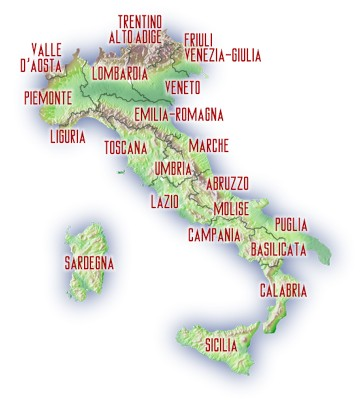 TRENTINO
ALTO ADIGE
FRIULI
VENEZIA-GIULIA
VALLE
D'AOSTA
LOMBARDIA
VENETO
PIEMONTE
EMILIA-ROMAGNA
LIGURIA
TOSCANA
MARCHE
UMBRIA
ABRUZZO
LAZIO
MOLISE
PUGLIA
CAMPANIA
BASILICATA
SARDEGNA
CALABRIA
SICILIA